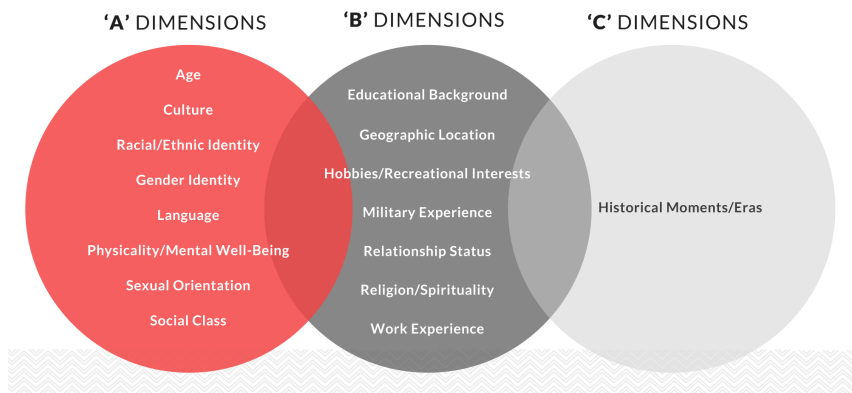 'A' DIMENSIONS
Age
Culture
Racial/Ethnic Identity
Gender Identity
Language
Physicality/Mental Well-Being
Sexual Orientation
Social Class
'B' DIMENSIONS
Educational Background
Geographic Location
Hobbies/Recreational Interests
Military Experience
Relationship Status
Religion/Spirituality
Work Experience
'C' DIMENSIONS
Historical Moments/Eras